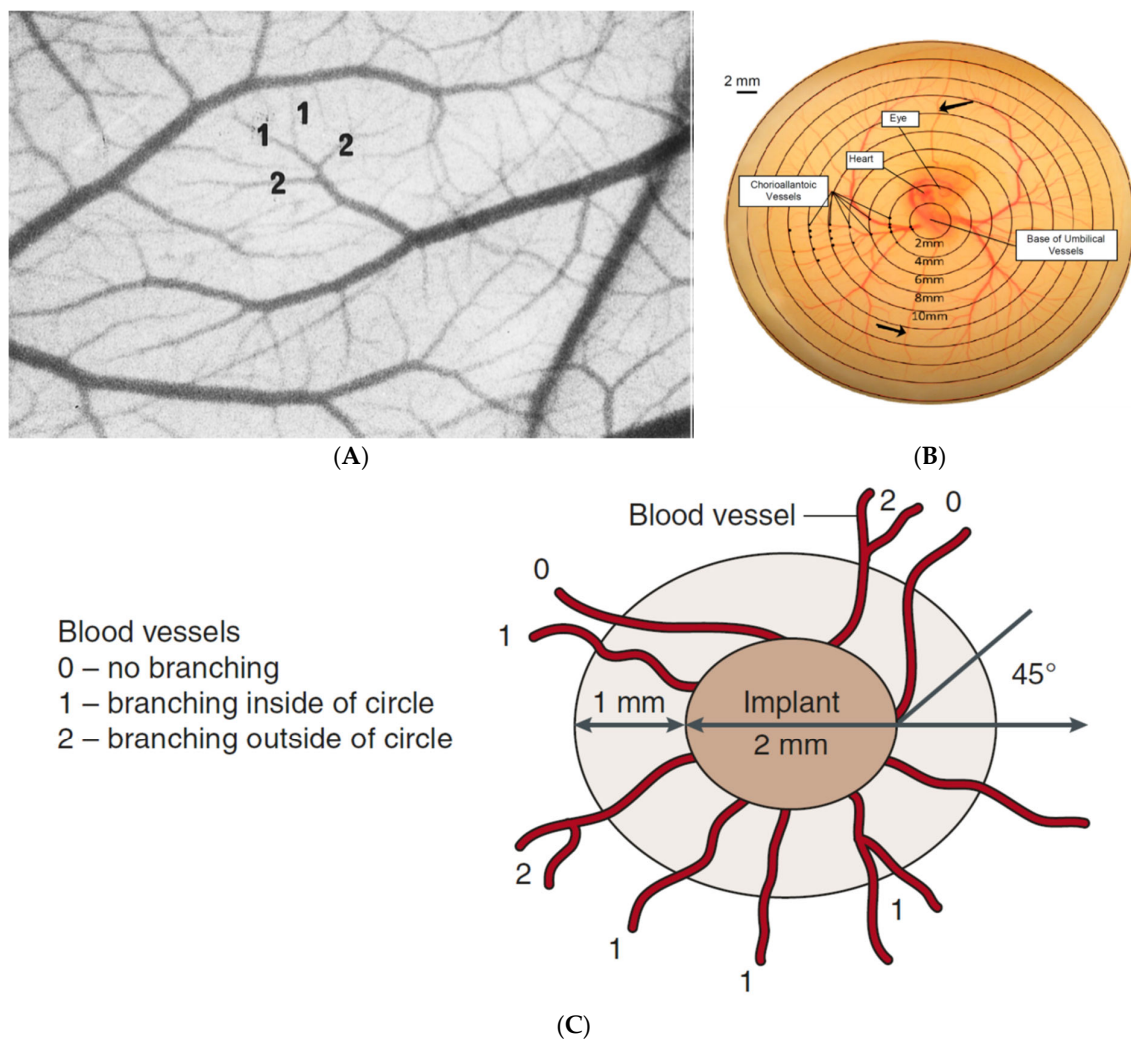 1
1
2
2
(A)
2 mm
Eye
Heart
Chorioallantoic
Vessels
Base of Umbilical
Vessels
2mm
4mm
6mm
8mm
10mm
(B)
Blood vessel
2
0
0
1
Blood vessels
0 – no branching
1 – branching inside of circle
2 – branching outside of circle
45°
1 mm
Implant
2 mm
2
1
1
1
(C)